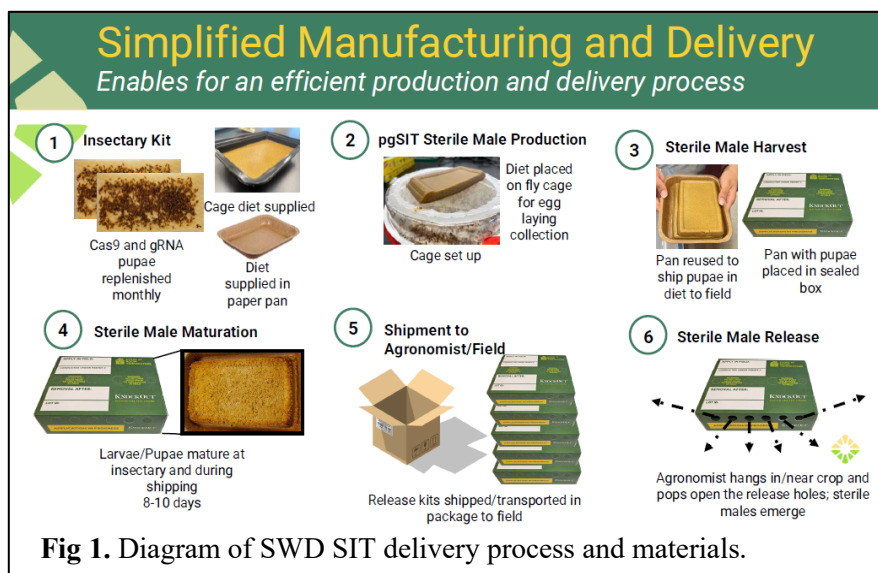 Simplified Manufacturing and Delivery
Enables for an efficient production and delivery process
1
Insectary Kit
Cage diet supplied
Cas9 and gRNA
pupae
replenished
monthly
Diet
supplied in
paper pan
2
pgSIT Sterile Male Production
Diet placed
on fly cage
for egg
laying
collection
Cage set up
3
Sterile Male Harvest
Pan reused to
ship pupae in
diet to field
Pan with pupae
placed in sealed
box
4
Sterile Male Maturation
KNOCKOUT
Larvae/Pupae mature at
insectary and during
shipping
8-10 days
5
Shipment to
Agronomist/Field
Release kits shipped/transported in
package to field
6
Sterile Male Release
KNOCKOUT
Agronomist hangs in/near crop and
pops open the release holes; sterile
males emerge
Fig 1. Diagram of SWD SIT delivery process and materials.